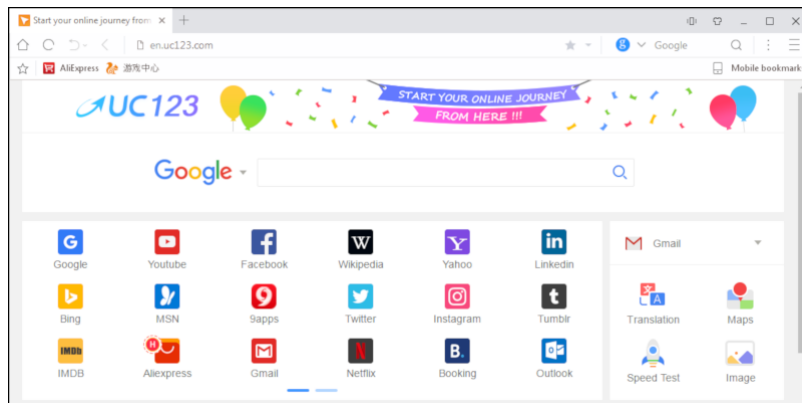 Start your online journey from
en.uc123.com
Google
AliExpress 游戏中心
Mobile bookmark
UC123
START YOUR ONLINE JOURNEY
FROM HERE !!!
Google
Google Youtube Facebook Wikipedia Yahoo Linkedin
Bing MSN 9apps Twitter Instagram Tumblr
IMDb
IMDB Aliexpress Gmail Netflix Booking Outlook
Gmail
Translation Maps
Speed Test Image